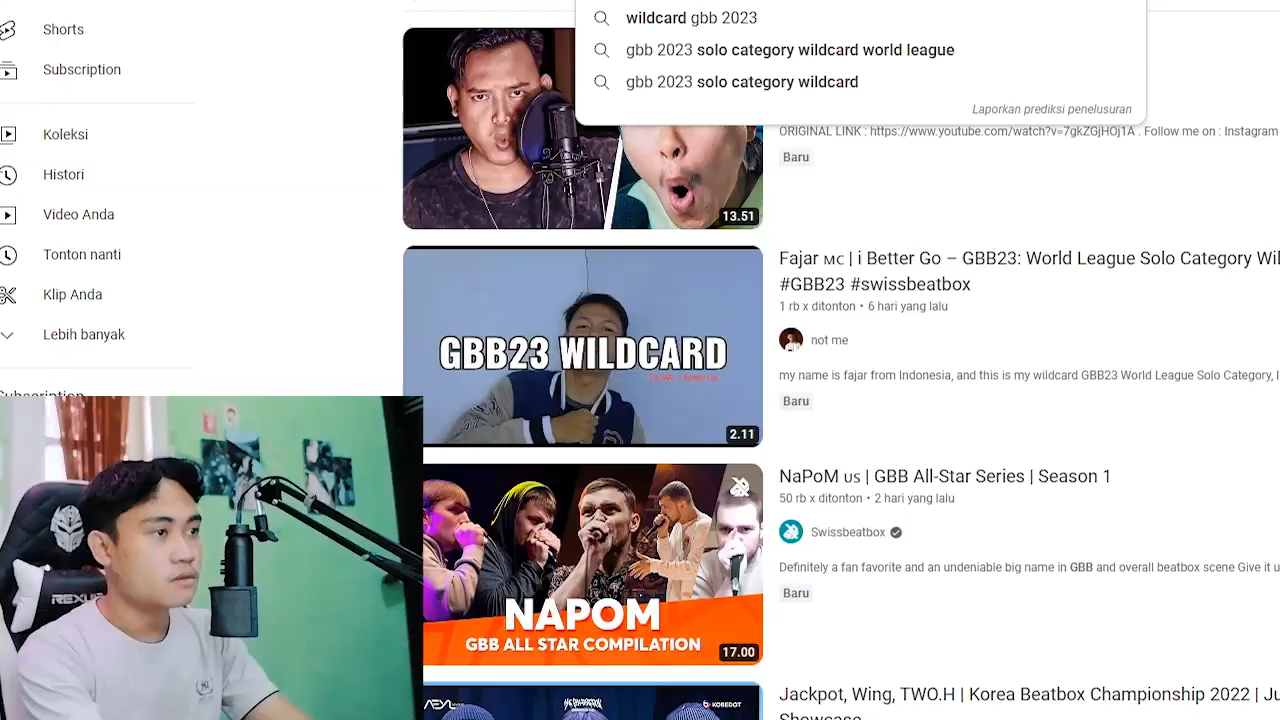 Shorts
Subscription
Koleksi
Histori
Video Anda
Tonton nanti
Klip Anda
Lebih banyak
Subscription
wildcard gbb 2023
gbb 2023 solo category wildcard world league
gbb 2023 solo category wildcard
Laporkan prediksi penelusuran
ORIGINAL LINK : https://www.youtube.com/watch?v=7gkZGjHOj1A . Follow me on : Instagram
Baru
13.51
GBB23 WILDCARD
2.11
Fajar MC | i Better Go – GBB23: World League Solo Category Wil
#GBB23 #swissbeatbox
1 rb x ditonton • 6 hari yang lalu
not me
my name is fajar from Indonesia, and this is my wildcard GBB23 World League Solo Category, I
Baru
NAPOM
GBB ALL STAR COMPILATION
17.00
NaPoM US | GBB All-Star Series | Season 1
50 rb x ditonton • 2 hari yang lalu
Swissbeatbox
Definitely a fan favorite and an undeniable big name in GBB and overall beatbox scene Give it u
Baru
KOBEDOT
Jackpot, Wing, TWO.H | Korea Beatbox Championship 2022 | Ju
Showcase
REXUS